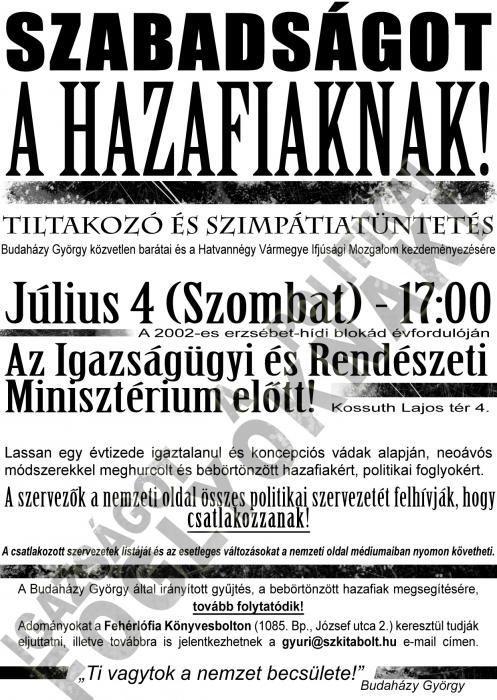 SZABADSÁGOT
A HAZAFIAKNAK!
TILTAKOZÓ ÉS SZIMPÁTIATÜNTETÉS
Budaházy György közvetlen barátai és a Hatvannégy Vármegye Ifjúsági Mozgalom kezdeményezésére
Július 4 (Szombat) - 17:00
A 2002-es erzsébet-hídi blokád évfordulóján
Az Igazságügyi és Rendészeti
Minisztérium előtt! Kossuth Lajos tér 4.
Lassan egy évtizede igaztalanul és koncepciós vádak alapján, neoávós
módszerekkel meghurcolt és bebörtönzött hazafiakért, politikai foglyokért.
A szervezők a nemzeti oldal összes politikai szervezetét felhívják, hogy
csatlakozzanak!
A csatlakozott szervezetek listáját és az esetleges változásokat a nemzeti oldal médiumaiban nyomon követheti.
A Budaházy György által irányított gyűjtés, a bebörtönzött hazafiak megsegítésére,
tovább folytatódik!
Adományokat a Fehérlófia Könyvesbolton (1085. Bp., József utca 2.) keresztül tudják
eljuttatni, illetve továbbra is jelentkezhetnek a gyuri@szkitabolt.hu e-mail címen.
„Ti vagytok a nemzet becsülete!”
Budaházy György
IGAZSÁGOT A POLITIKAI
FOGLYOKNAK!